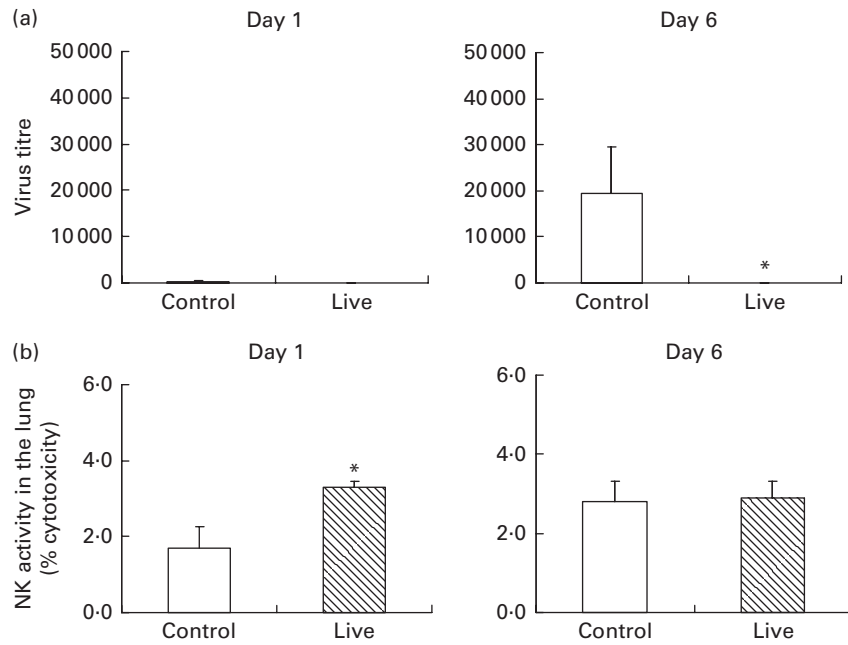 (a)
Day 1
Day 6
Virus titre
50 000
40 000
30 000
20 000
10 000
0
Control
Live
50 000
40 000
30 000
20 000
10 000
0
*
Control
Live
(b)
Day 1
Day 6
NK activity in the lung
(% cytotoxicity)
6·0
4·0
2·0
0·0
*
Control
Live
6·0
4·0
2·0
0·0
Control
Live